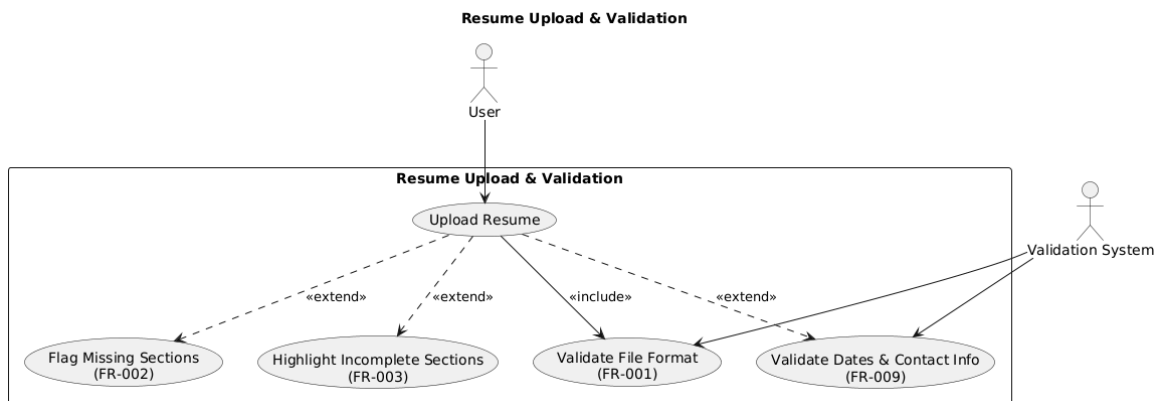 Resume Upload & Validation
User
Resume Upload & Validation
Upload Resume
Validation System
«extend»
«extend»
«include»
«extend»
Flag Missing Sections
(FR-002)
Highlight Incomplete Sections
(FR-003)
Validate File Format
(FR-001)
Validate Dates & Contact Info
(FR-009)